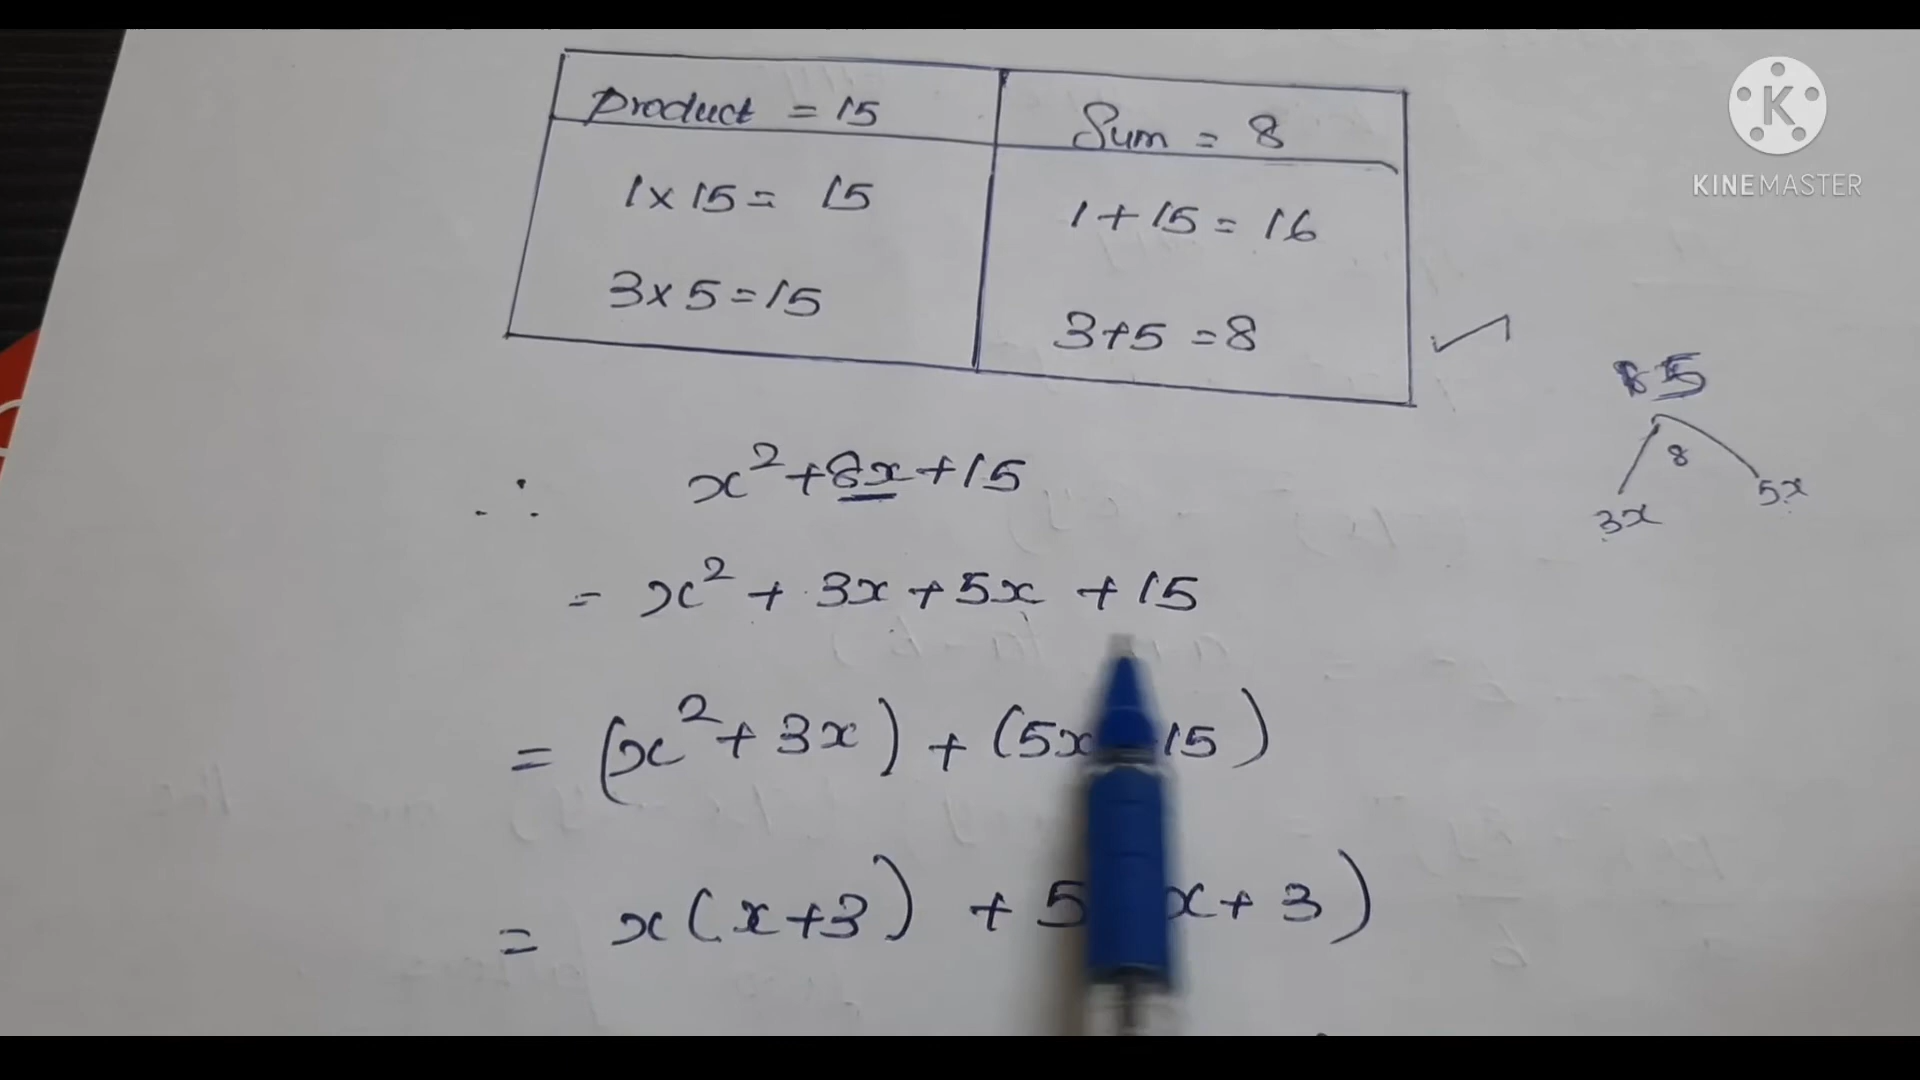 Product = 15 Sum = 8
1 x 15 = 15 1 + 15 = 16
3 x 5 = 15 3 + 5 = 8
15
8
3x 5x
∴ x² + 8x + 15
= x² + 3x + 5x + 15
= (x² + 3x) + (5x 15)
= x(x + 3) + 5 x + 3)
K
KINEMASTER